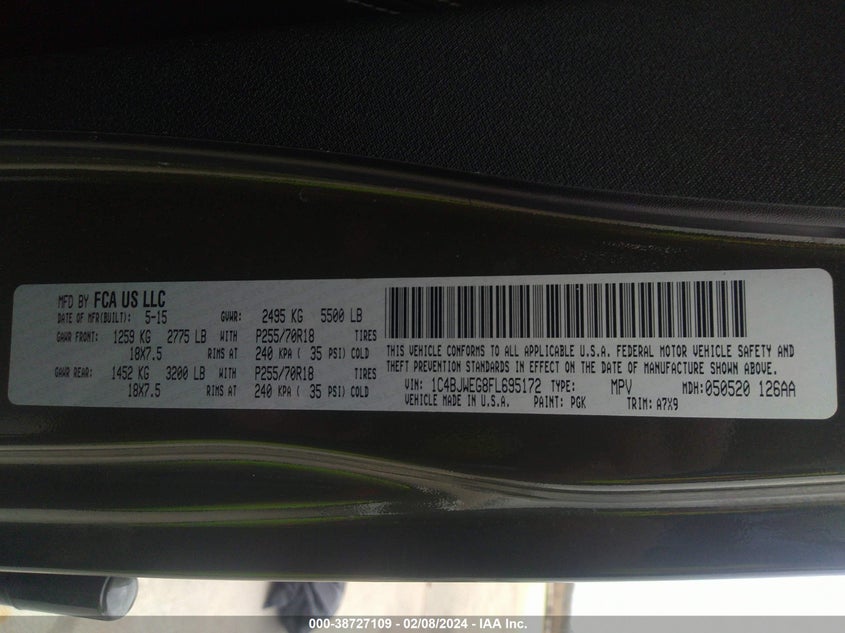 MFD BY FCA US LLC
DATE OF MFR(BUILT): 5-15 GVWR: 2495 KG 5500 LB
GAWR FRONT: 1259 KG 2775 LB WITH P255/70R18 TIRES
18X7.5 RIMS AT 240 KPA ( 35 PSI) COLD
GAWR REAR: 1452 KG 3200 LB WITH P255/70R18 TIRES
18X7.5 RIMS AT 240 KPA ( 35 PSI) COLD
THIS VEHICLE CONFORMS TO ALL APPLICABLE U.S.A. FEDERAL MOTOR VEHICLE SAFETY AND
THEFT PREVENTION STANDARDS IN EFFECT ON THE DATE OF MANUFACTURE SHOWN ABOVE.
VIN: 1C4BJWEG8FL695172 TYPE: MPV MDH:050520 126AA
VEHICLE MADE IN U.S.A. PAINT: PGK TRIM: A7X9
000-38727109 — 02/08/2024 — IAA Inc.